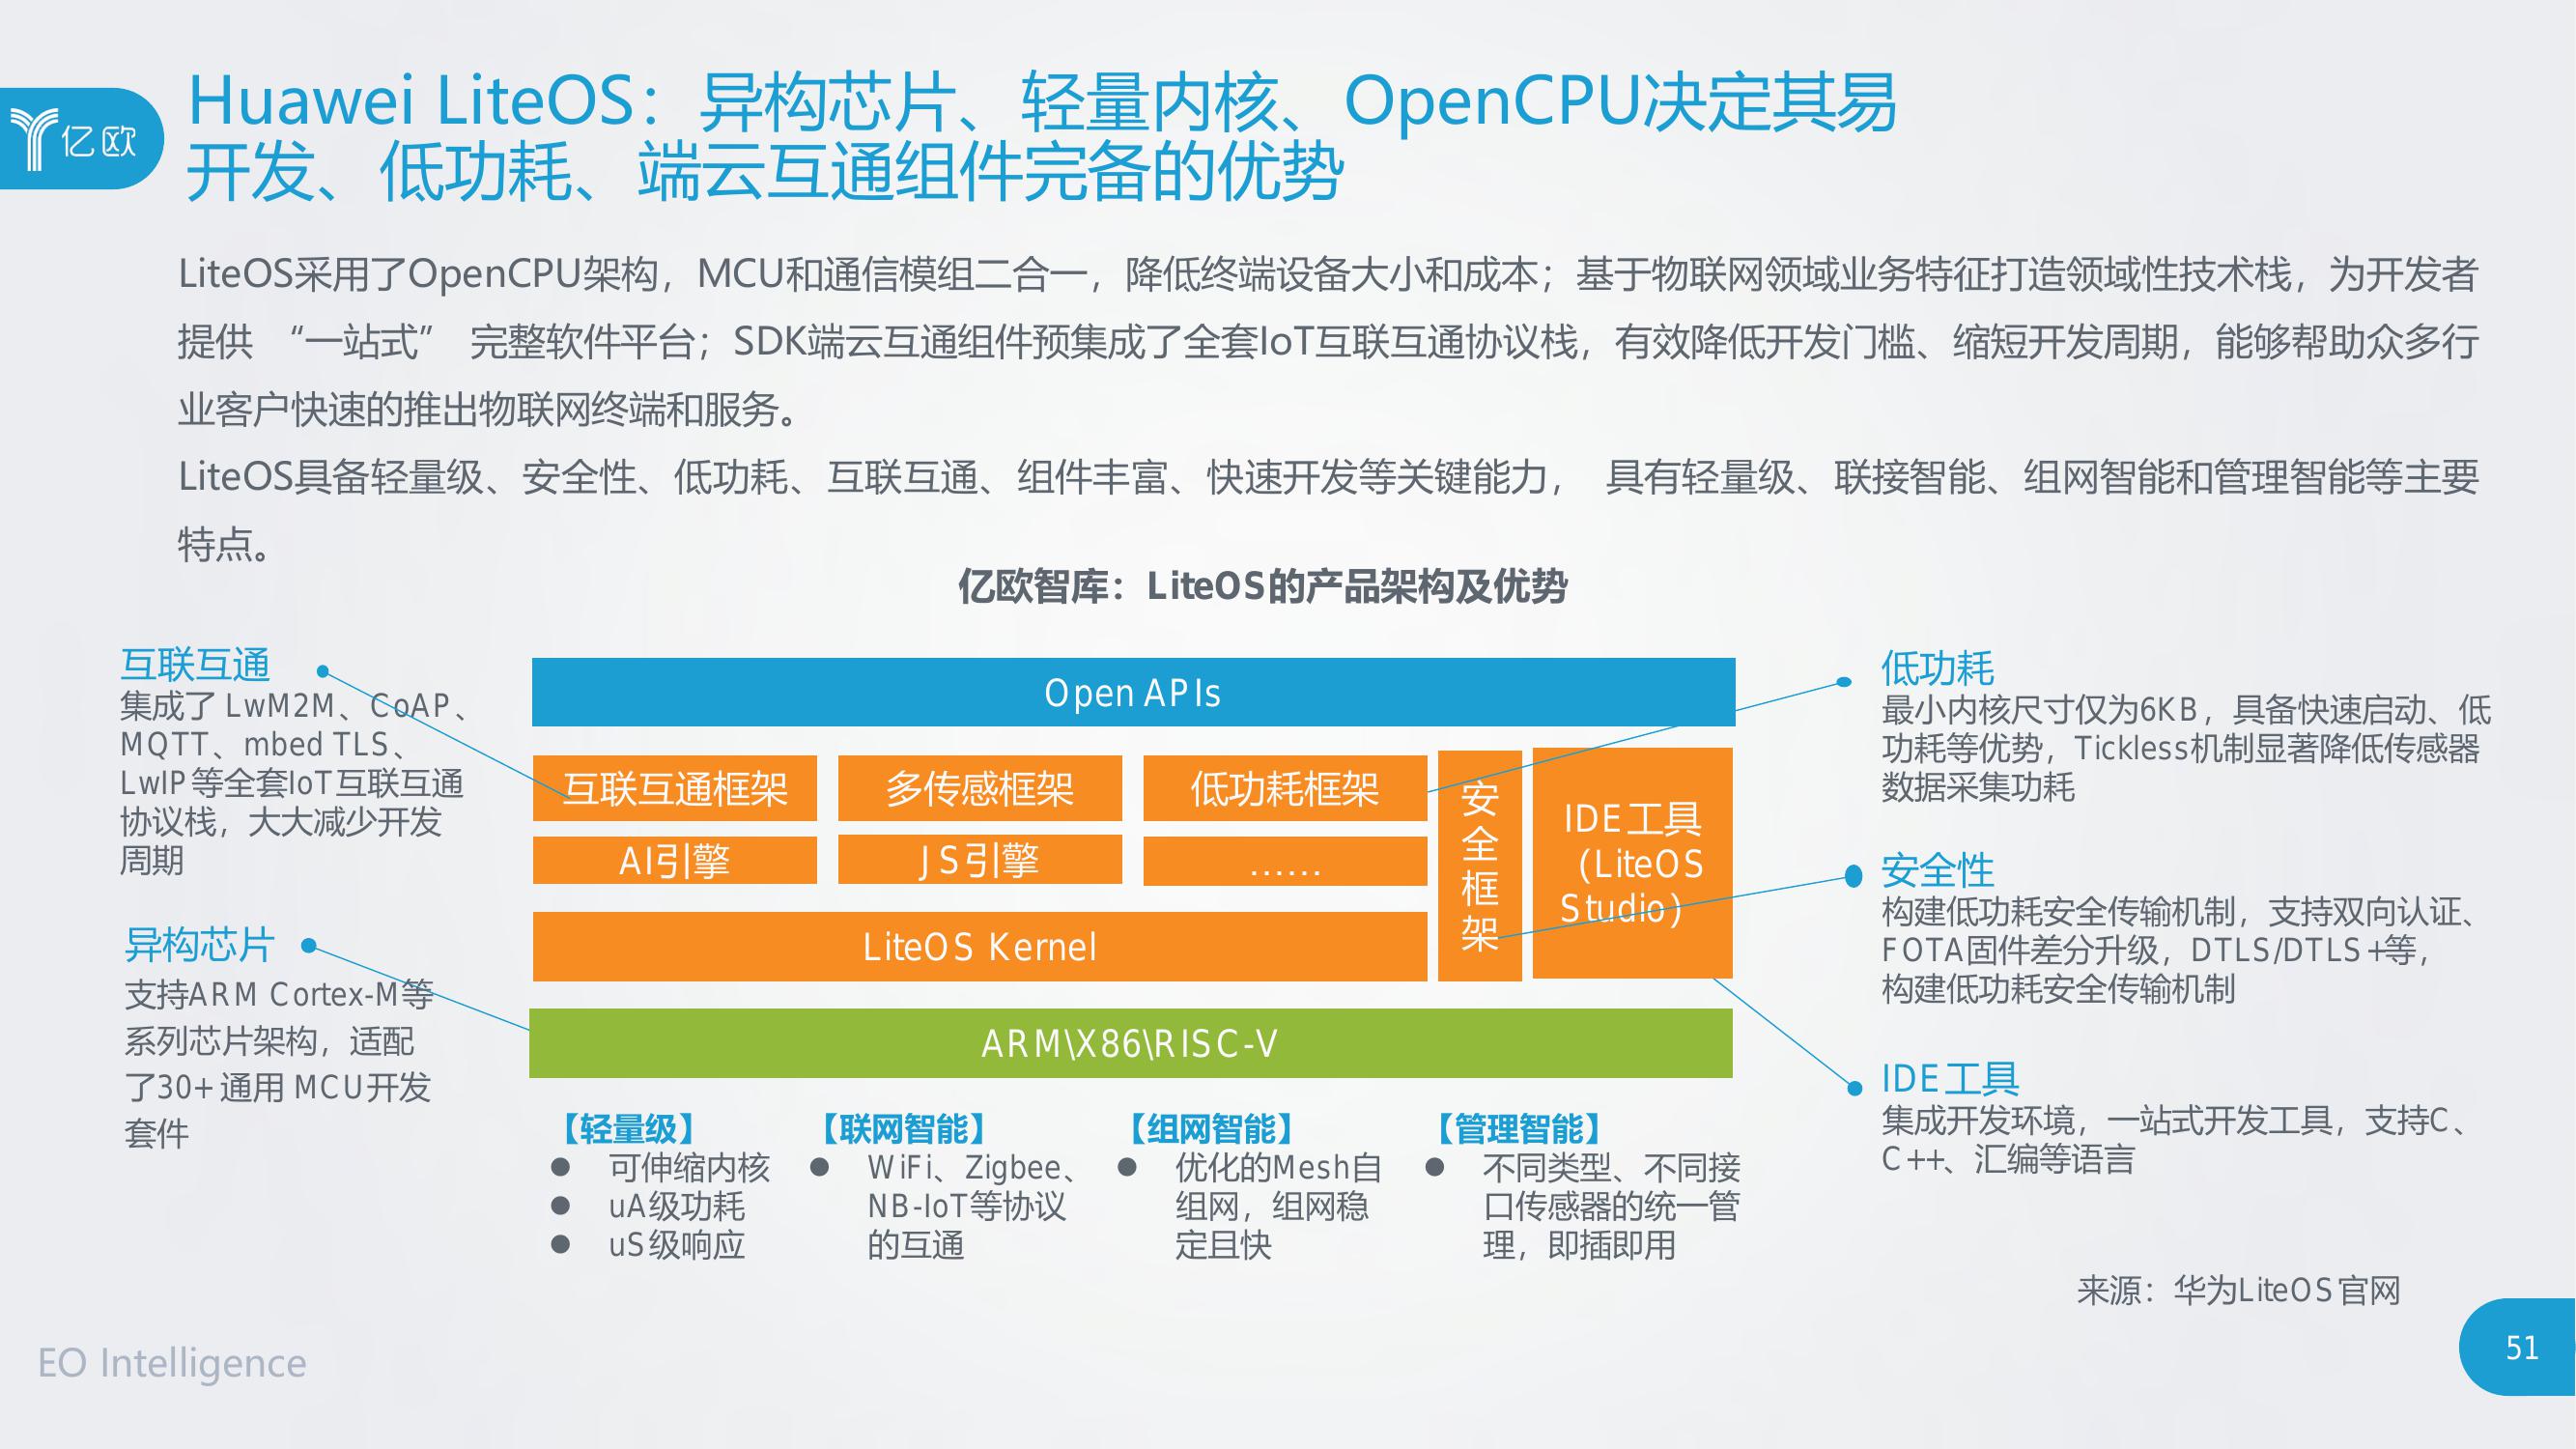 亿欧
Huawei LiteOS：异构芯片、轻量内核、OpenCPU决定其易
开发、低功耗、端云互通组件完备的优势
LiteOS采用了OpenCPU架构，MCU和通信模组二合一，降低终端设备大小和成本；基于物联网领域业务特征打造领域性技术栈，为开发者
提供 “一站式” 完整软件平台；SDK端云互通组件预集成了全套IoT互联互通协议栈，有效降低开发门槛、缩短开发周期，能够帮助众多行
业客户快速的推出物联网终端和服务。
LiteOS具备轻量级、安全性、低功耗、互联互通、组件丰富、快速开发等关键能力， 具有轻量级、联接智能、组网智能和管理智能等主要
特点。
亿欧智库：LiteOS的产品架构及优势
互联互通
集成了 LwM2M、CoAP、
MQTT、mbed TLS、
LwIP 等全套IoT互联互通
协议栈，大大减少开发
周期
异构芯片
支持ARM Cortex-M等
系列芯片架构，适配
了30+ 通用 MCU开发
套件
Open APIs
互联互通框架
多传感框架
低功耗框架
AI引擎
JS引擎
……
LiteOS Kernel
安
全
框
架
IDE工具
（LiteOS
Studio）
ARM\X86\RISC-V
低功耗
最小内核尺寸仅为6KB，具备快速启动、低
功耗等优势，Tickless机制显著降低传感器
数据采集功耗
安全性
构建低功耗安全传输机制，支持双向认证、
FOTA固件差分升级，DTLS/DTLS+等，
构建低功耗安全传输机制
IDE工具
集成开发环境，一站式开发工具，支持C、
C++、汇编等语言
【轻量级】
● 可伸缩内核
● uA级功耗
● uS级响应
【联网智能】
● WiFi、Zigbee、
NB-IoT等协议
的互通
【组网智能】
● 优化的Mesh自
组网，组网稳
定且快
【管理智能】
● 不同类型、不同接
口传感器的统一管
理，即插即用
来源：华为LiteOS官网
EO Intelligence
51